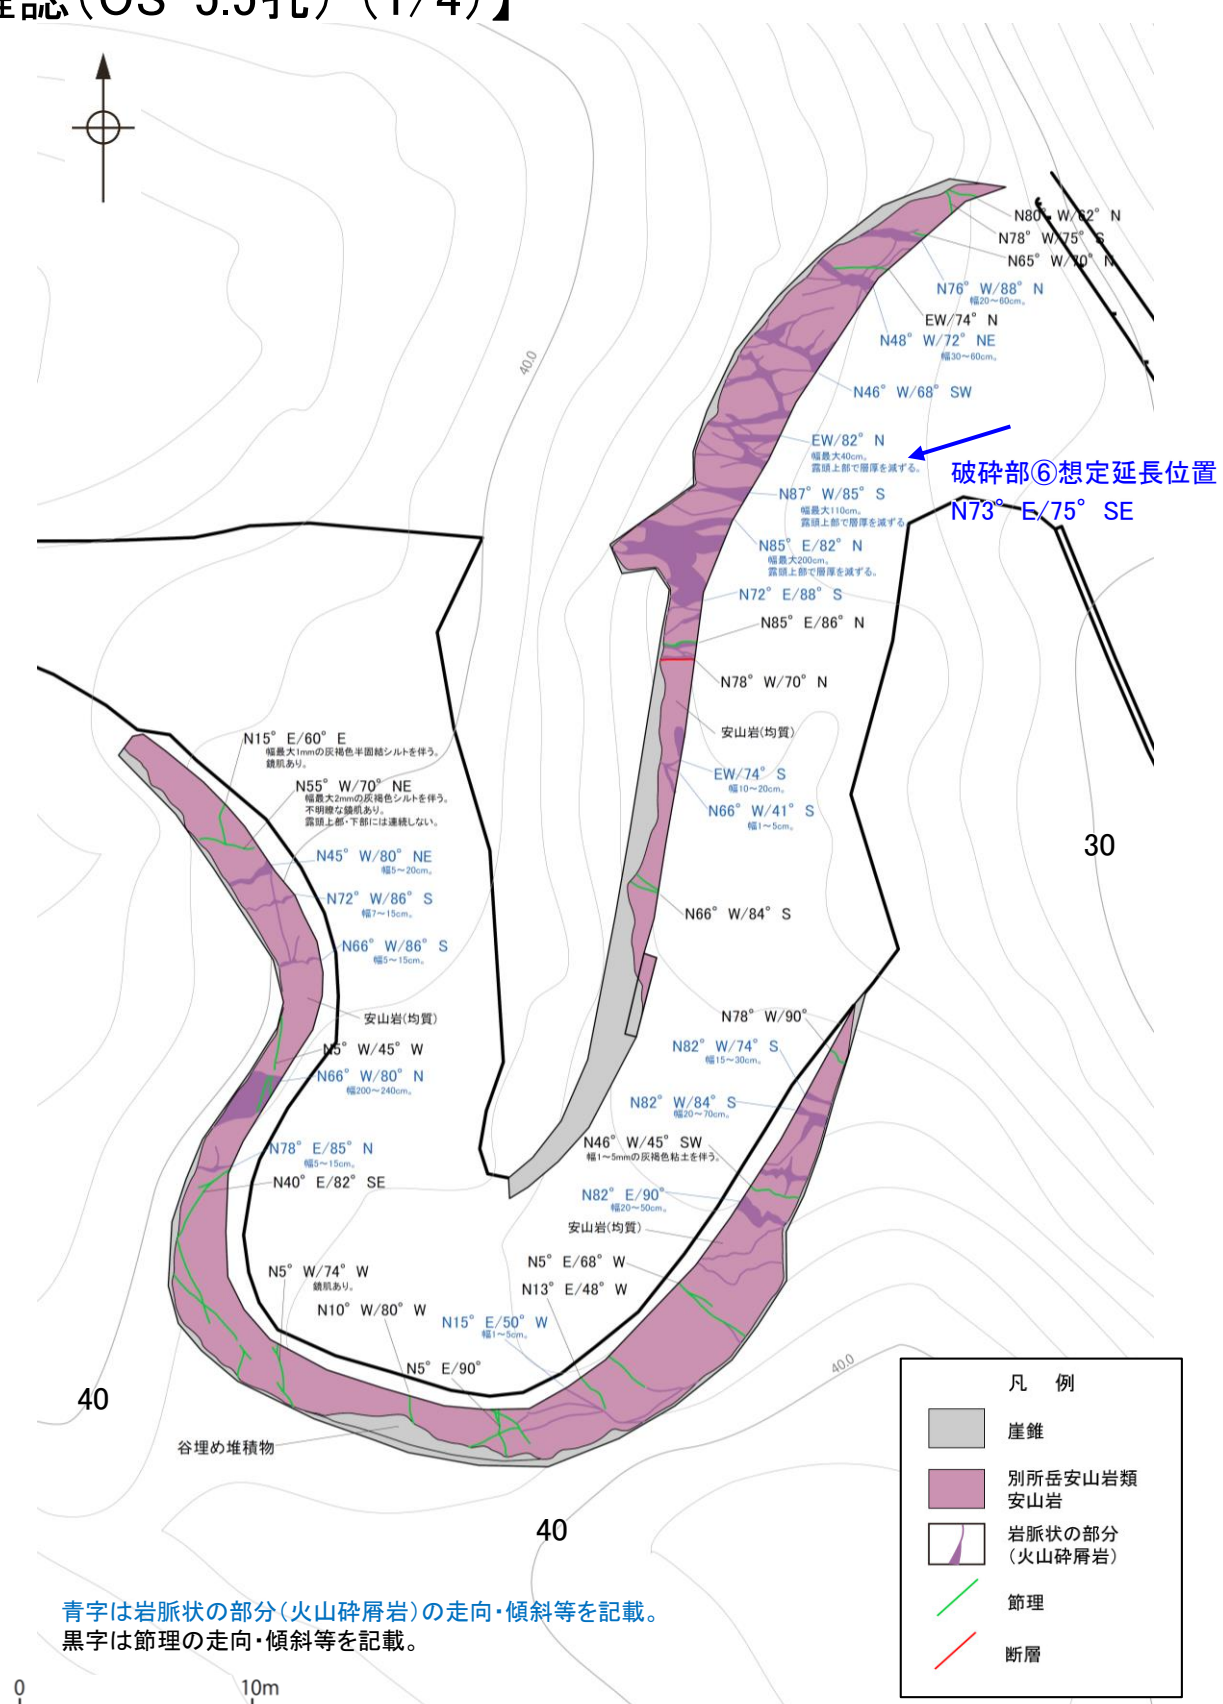 確認(OS-5.5孔) (1/4)】
40.0
N80° W/62° N
N78° W/75° S
N65° W/70° N
N76° W/88° N
幅20～60cm。
EW/74° N
N48° W/72° NE
幅30～60cm。
N46° W/68° SW
EW/82° N
幅最大40cm。
露頭上部で層厚を減ずる。
破砕部⑥想定延長位置
N73° E/75° SE
N87° W/85° S
幅最大110cm。
露頭上部で層厚を減ずる。
N85° E/82° N
幅最大200cm。
露頭上部で層厚を減ずる。
N72° E/88° S
N85° E/86° N
N78° W/70° N
安山岩(均質)
EW/74° S
幅10～20cm。
N66° W/41° S
幅1～5cm。
N66° W/84° S
30
N15° E/60° E
幅最大1mmの灰褐色半固結シルトを伴う。
鏡肌あり。
N55° W/70° NE
幅最大2mmの灰褐色シルトを伴う。
不明瞭な鏡肌あり。
露頭上部・下部には連続しない。
N45° W/80° NE
幅5～20cm。
N72° W/86° S
幅7～15cm。
N66° W/86° S
幅5～15cm。
安山岩(均質)
N5° W/45° W
N66° W/80° N
幅200～240cm。
N78° E/85° N
幅5～15cm。
N40° E/82° SE
N78° W/90°
N82° W/74° S
幅15～30cm。
N82° W/84° S
幅20～70cm。
N46° W/45° SW
幅1～5mmの灰褐色粘土を伴う。
N82° E/90°
幅20～50cm。
安山岩(均質)
N5° E/68° W
N13° E/48° W
N5° W/74° W
鏡肌あり。
N10° W/80° W
N15° E/50° W
幅1～5cm。
N5° E/90°
40.0
40
谷埋め堆積物
40
凡 例
崖錐
別所岳安山岩類
安山岩
岩脈状の部分
(火山砕屑岩)
節理
断層
青字は岩脈状の部分(火山砕屑岩)の走向・傾斜等を記載。
黒字は節理の走向・傾斜等を記載。
0 10m